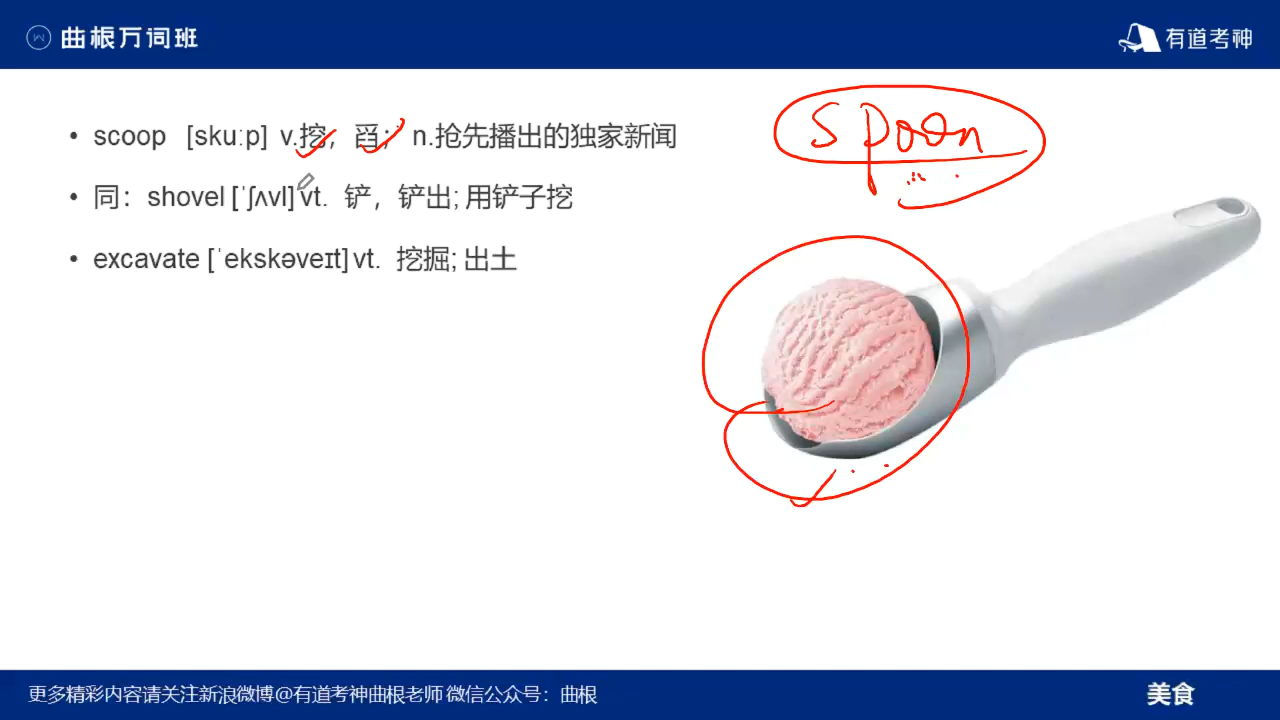 曲根万词班
有道考神
• scoop [skuːp] v.挖，舀；n.抢先播出的独家新闻
• 同：shovel [ˈʃʌvl] vt. 铲，铲出; 用铲子挖
• excavate [ˈekskəveɪt] vt. 挖掘; 出土
spoon
更多精彩内容请关注新浪微博@有道考神曲根老师 微信公众号：曲根
美食